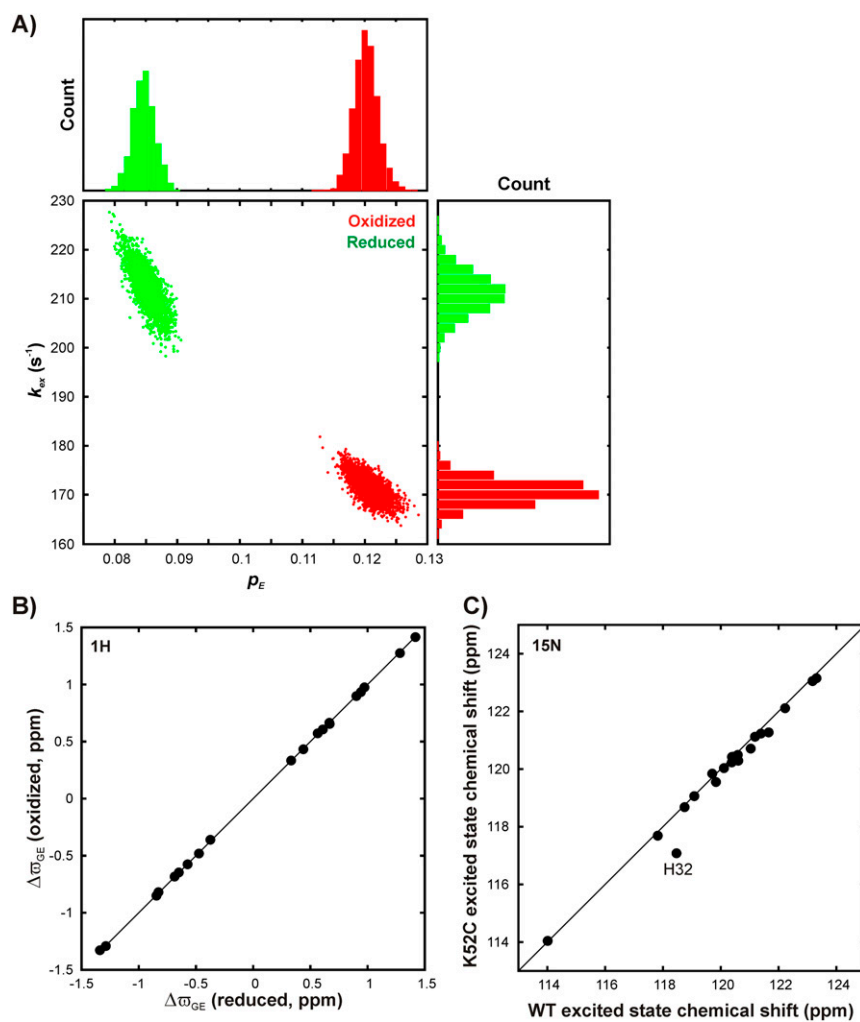 A)
Count
Count
Oxidized
Reduced
230
220
210
200
190
180
170
160
kex (s-1)
0.08 0.09 0.1 0.11 0.12 0.13
pE
B)
1H
1.5
1
0.5
0
-0.5
-1
-1.5
ΔϖGE (oxidized, ppm)
-1.5 -1 -0.5 0 0.5 1 1.5
ΔϖGE (reduced, ppm)
C)
15N
124
122
120
118
116
114
K52C excited state chemical shift (ppm)
H32
114 116 118 120 122 124
WT excited state chemical shift (ppm)